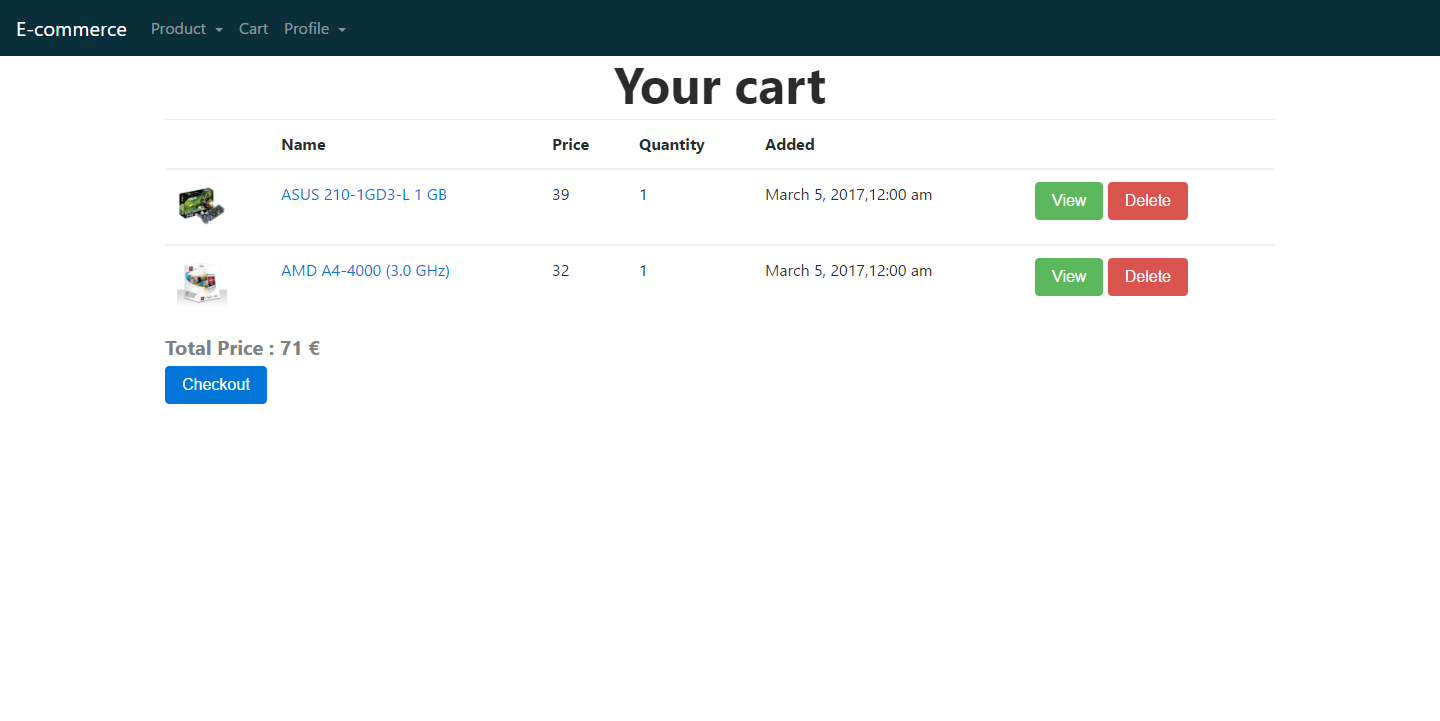 E-commerce Product Cart Profile
Your cart
Name Price Quantity Added
ASUS 210-1GD3-L 1 GB 39 1 March 5, 2017,12:00 am View Delete
AMD A4-4000 (3.0 GHz) 32 1 March 5, 2017,12:00 am View Delete
Total Price : 71 €
Checkout